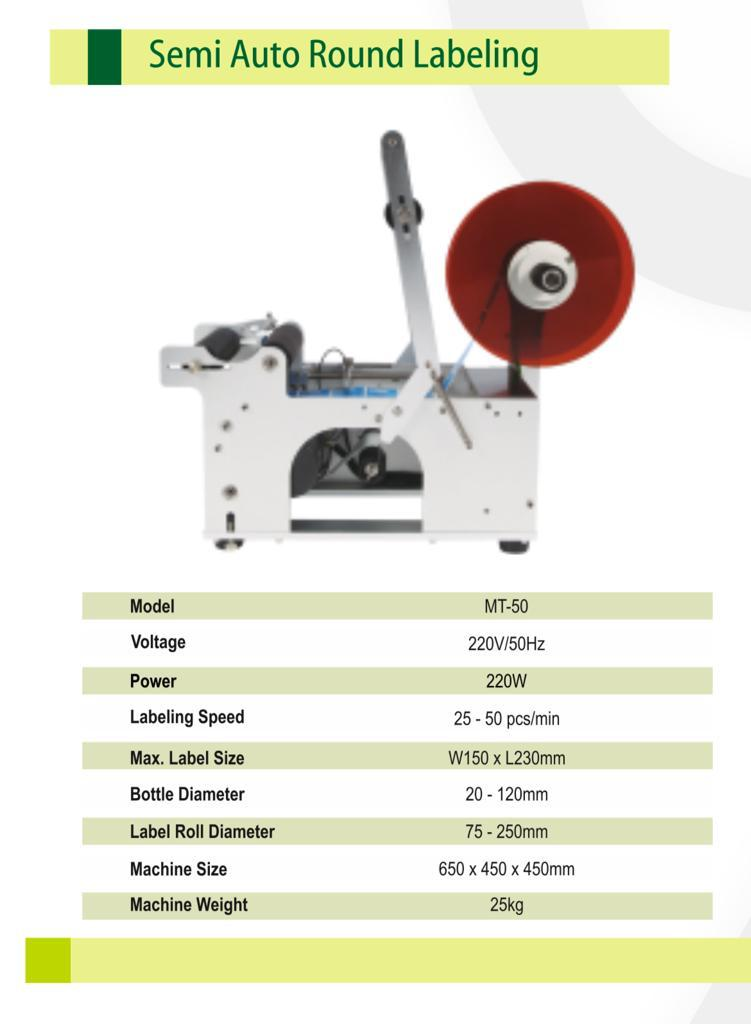 Semi Auto Round Labeling
Model MT-50
Voltage 220V/50Hz
Power 220W
Labeling Speed 25 - 50 pcs/min
Max. Label Size W150 x L230mm
Bottle Diameter 20 - 120mm
Label Roll Diameter 75 - 250mm
Machine Size 650 x 450 x 450mm
Machine Weight 25kg